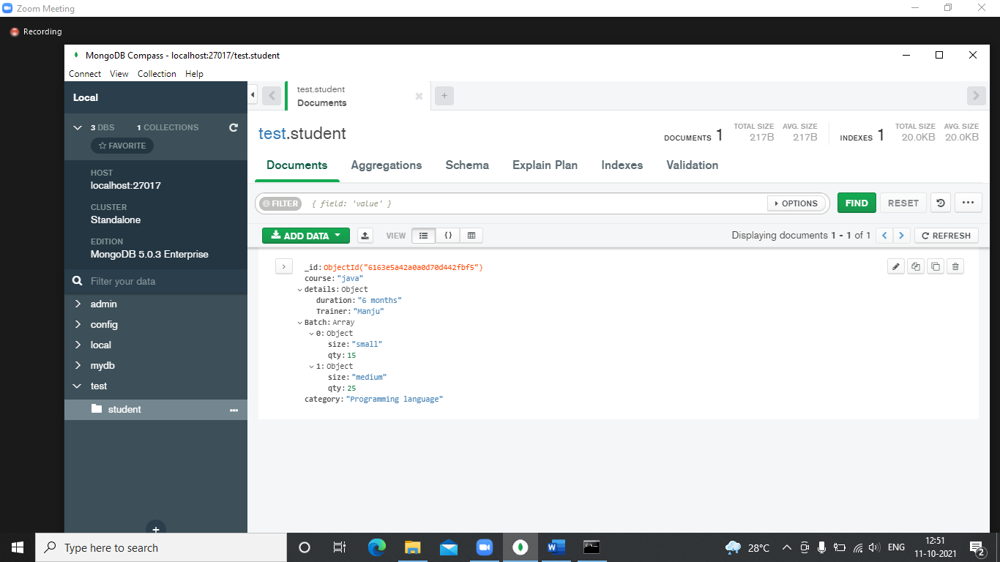 Zoom Meeting
Recording
MongoDB Compass - localhost:27017/test.student
Connect View Collection Help
Local
3 DBS 1 COLLECTIONS
FAVORITE
HOST
localhost:27017
CLUSTER
Standalone
EDITION
MongoDB 5.0.3 Enterprise
Filter your data
admin
config
local
mydb
test
student
test.student
Documents
test.student
DOCUMENTS 1 TOTAL SIZE 217B AVG. SIZE 217B INDEXES 1 TOTAL SIZE 20.0KB AVG. SIZE 20.0KB
Documents Aggregations Schema Explain Plan Indexes Validation
FILTER { field: 'value' } OPTIONS FIND RESET
ADD DATA VIEW {} Displaying documents 1 - 1 of 1 REFRESH
_id: ObjectId("6163e5a42a0a0d70d442fbf5")
course: "java"
details: Object
duration: "6 months"
Trainer: "Manju"
Batch: Array
0: Object
size: "small"
qty: 15
1: Object
size: "medium"
qty: 25
category: "Programming language"
Type here to search
28°C ENG 12:51
11-10-2021
2